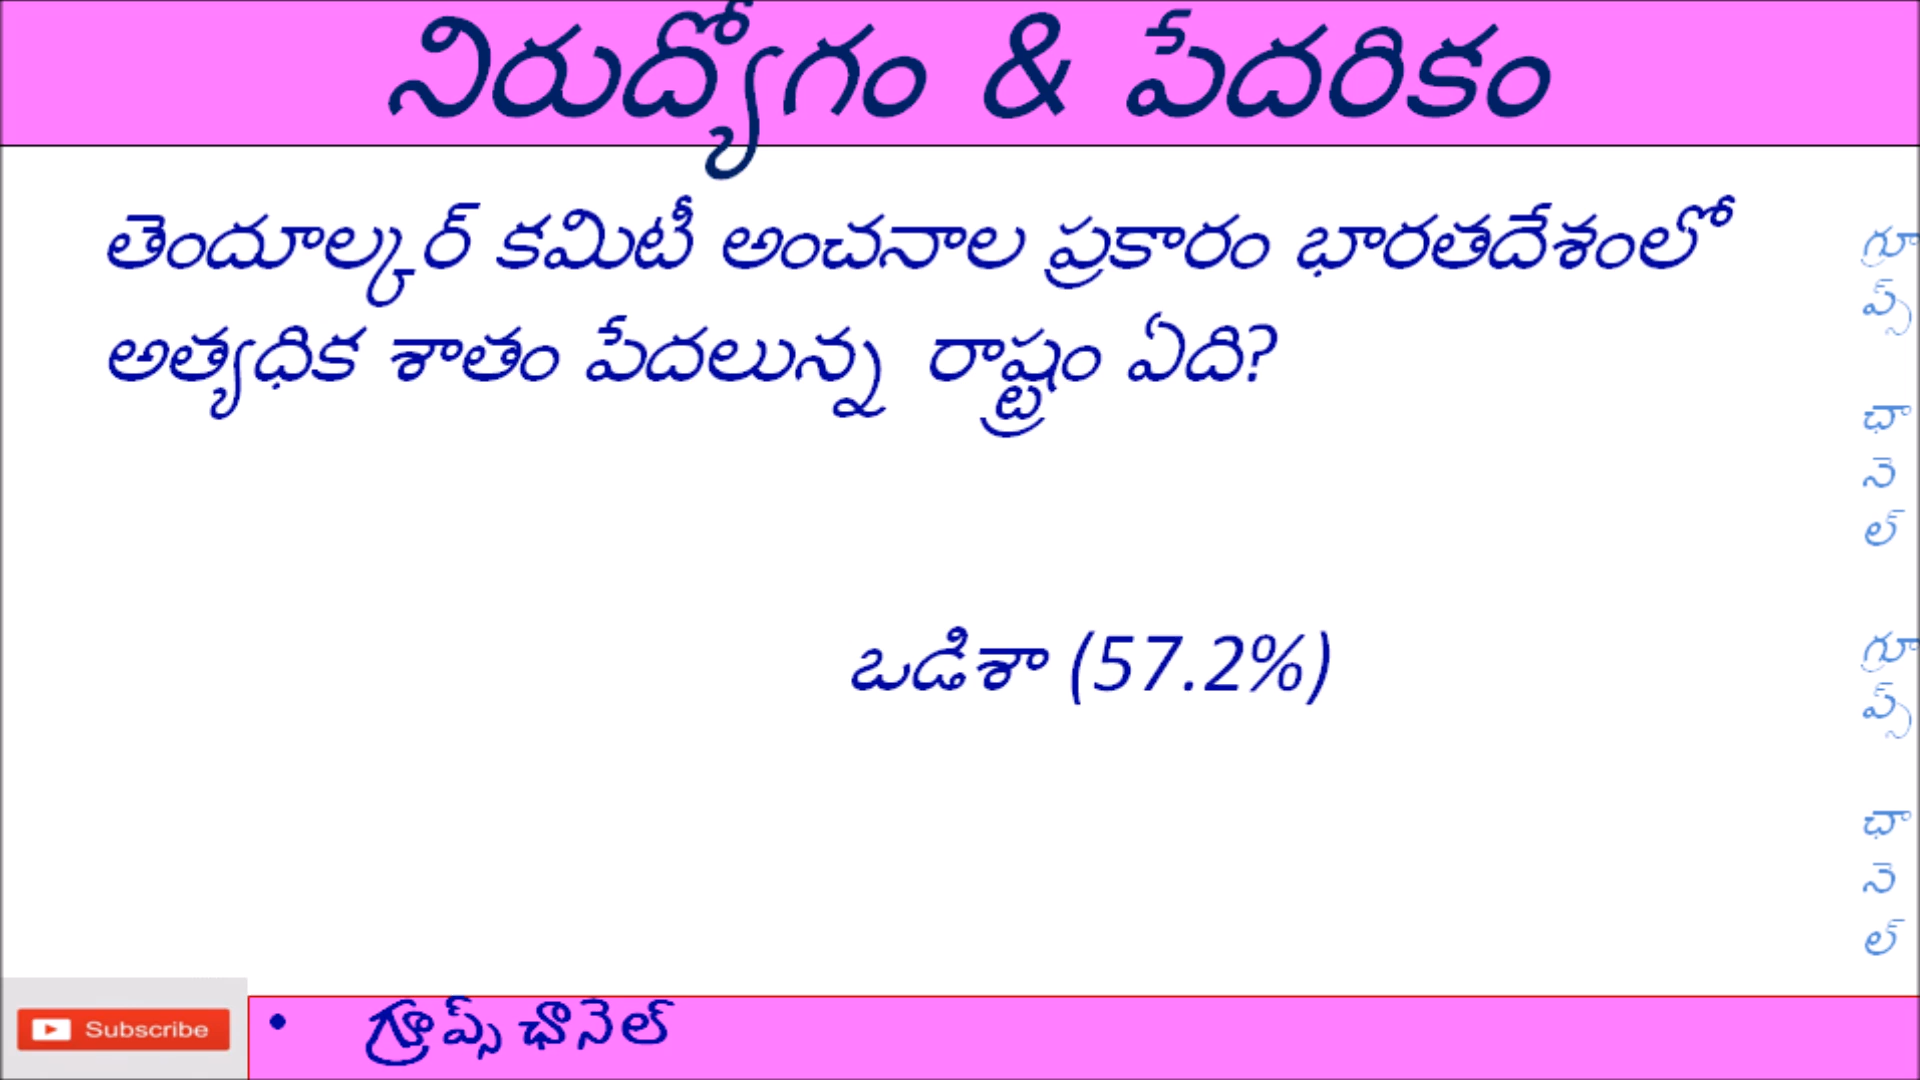 నిరుద్యోగం & పేదరికం
తెందూల్కర్ కమిటీ అంచనాల ప్రకారం భారతదేశంలో
అత్యధిక శాతం పేదలున్న రాష్ట్రం ఏది?
ఒడిశా (57.2%)
గ్రూ
ప్స్
ఛా
నె
ల్
గ్రూ
ప్స్
ఛా
నె
ల్
Subscribe
• గ్రూప్స్ ఛానెల్